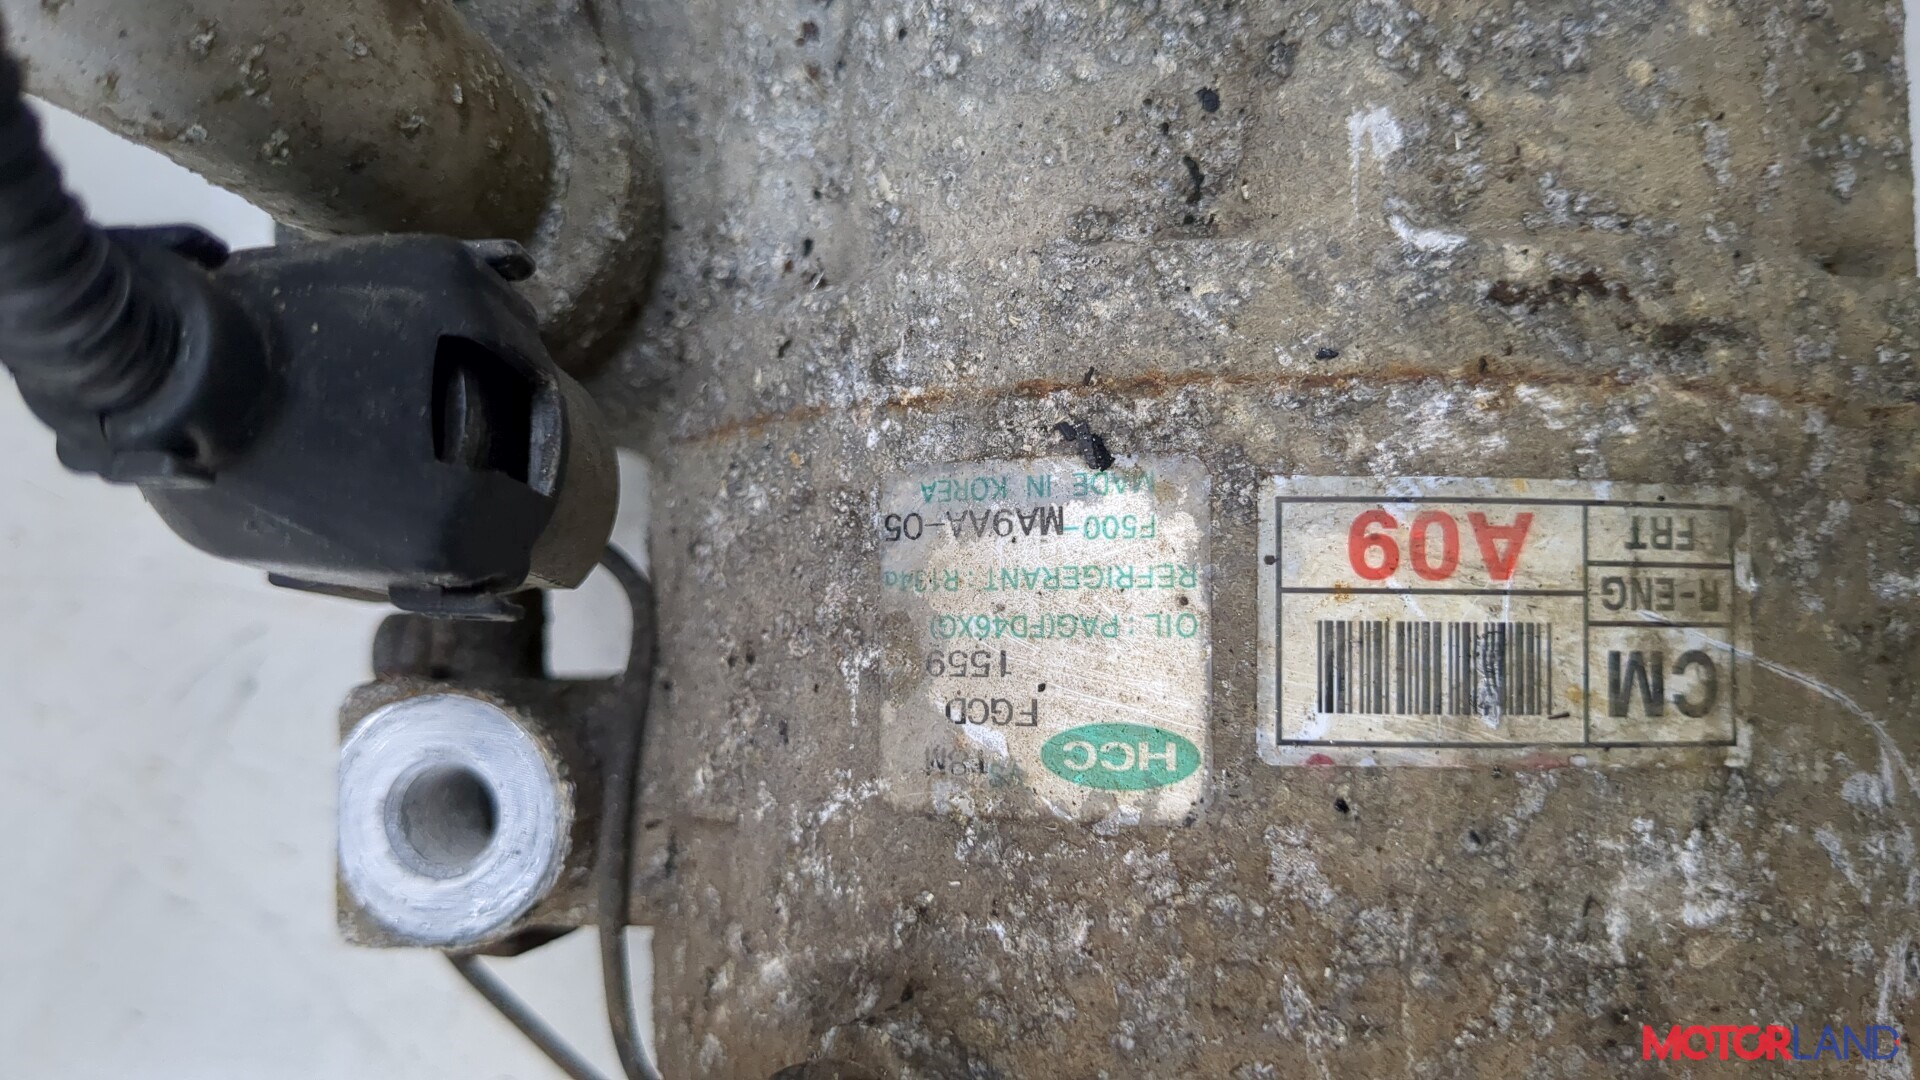 HCC
FGCD
1559
OIL : PAG(FD46XG)
REFRIGERANT : R134a
F500-MA9AA-05
MADE IN KOREA
CM
R-ENG
FRT
A09
MOTORLAND